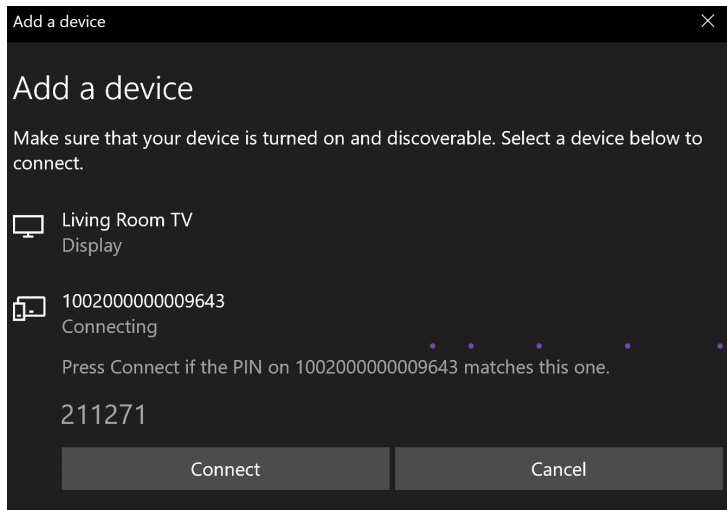 Add a device
Add a device
Make sure that your device is turned on and discoverable. Select a device below to
connect.
Living Room TV
Display
1002000000009643
Connecting
Press Connect if the PIN on 1002000000009643 matches this one.
211271
Connect
Cancel